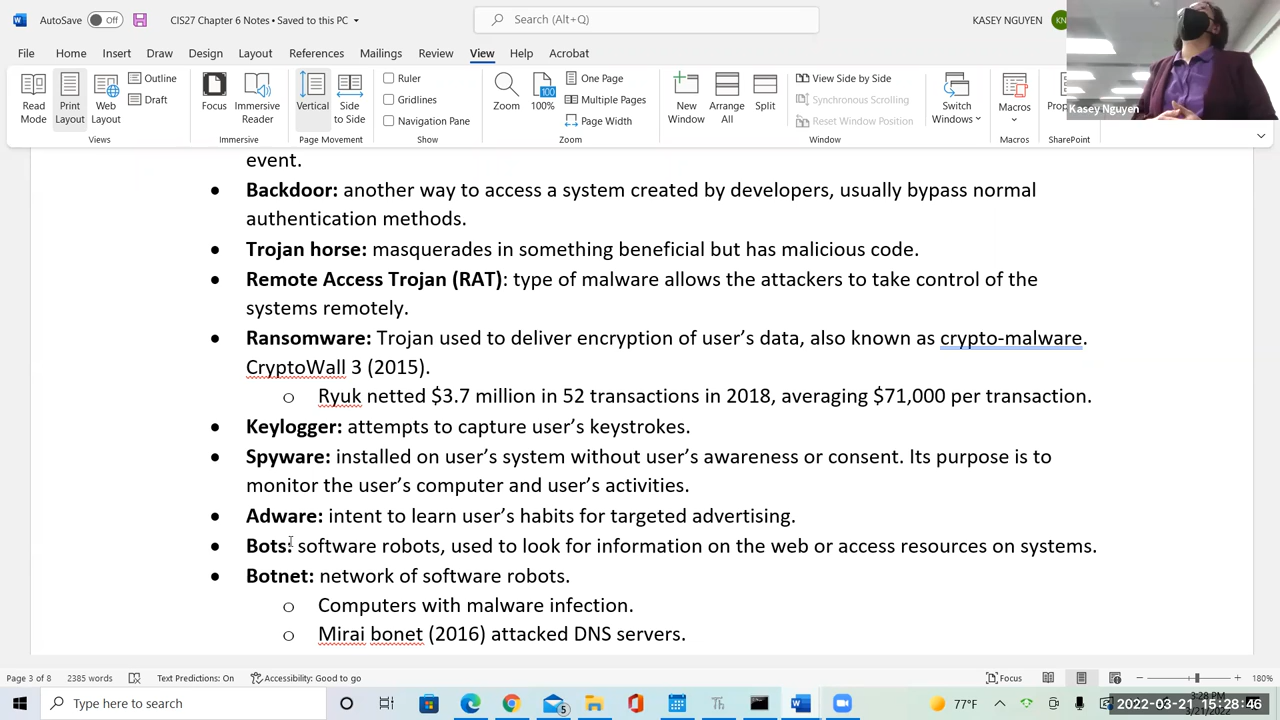 AutoSave Off CIS27 Chapter 6 Notes • Saved to this PC Search (Alt+Q) KASEY NGUYEN KN
File Home Insert Draw Design Layout References Mailings Review View Help Acrobat
Read Mode Print Layout Web Layout Outline Draft Views
Focus Immersive Reader Immersive
Vertical Side to Side Page Movement
Ruler Gridlines Navigation Pane Show
Zoom 100 100% One Page Multiple Pages Page Width Zoom
New Window Arrange All Split View Side by Side Synchronous Scrolling Reset Window Position Switch Windows Window
Macros Macros
SharePoint
Kasey Nguyen
event.
• Backdoor: another way to access a system created by developers, usually bypass normal
authentication methods.
• Trojan horse: masquerades in something beneficial but has malicious code.
• Remote Access Trojan (RAT): type of malware allows the attackers to take control of the
systems remotely.
• Ransomware: Trojan used to deliver encryption of user's data, also known as crypto-malware.
CryptoWall 3 (2015).
o Ryuk netted $3.7 million in 52 transactions in 2018, averaging $71,000 per transaction.
• Keylogger: attempts to capture user's keystrokes.
• Spyware: installed on user's system without user's awareness or consent. Its purpose is to
monitor the user's computer and user's activities.
• Adware: intent to learn user's habits for targeted advertising.
• Bots: software robots, used to look for information on the web or access resources on systems.
• Botnet: network of software robots.
o Computers with malware infection.
o Mirai bonet (2016) attacked DNS servers.
Page 3 of 8 2385 words Text Predictions: On Accessibility: Good to go Focus 180%
Type here to search 5 Th 77°F 3:28 PM
2022-03-21 15:28:46